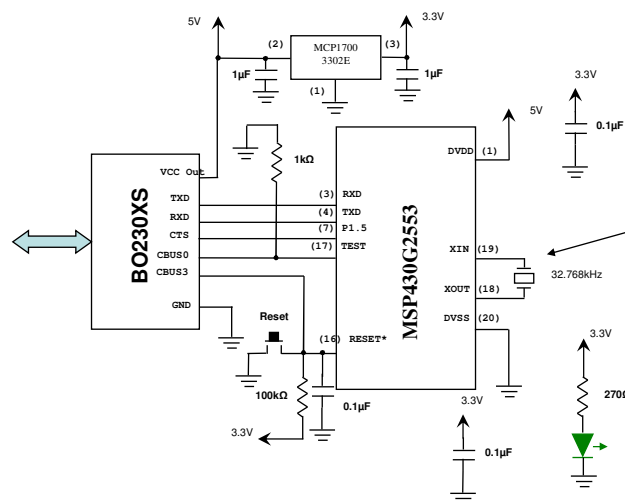 5V
3.3V
(2)
MCP1700
3302E
(3)
1µF
(1)
1µF
3.3V
5V
0.1µF
1kΩ
DVDD
(1)
VCC Out
BO230XS
TXD
(3)
RXD
RXD
(4)
TXD
CTS
(7)
P1.5
CBUS0
(17)
TEST
CBUS3
MSP430G2553
XIN
(19)
32.768kHz
XOUT
(18)
GND
DVSS
(20)
Reset
(16)
RESET*
3.3V
100kΩ
0.1µF
3.3V
270Ω
3.3V
0.1µF